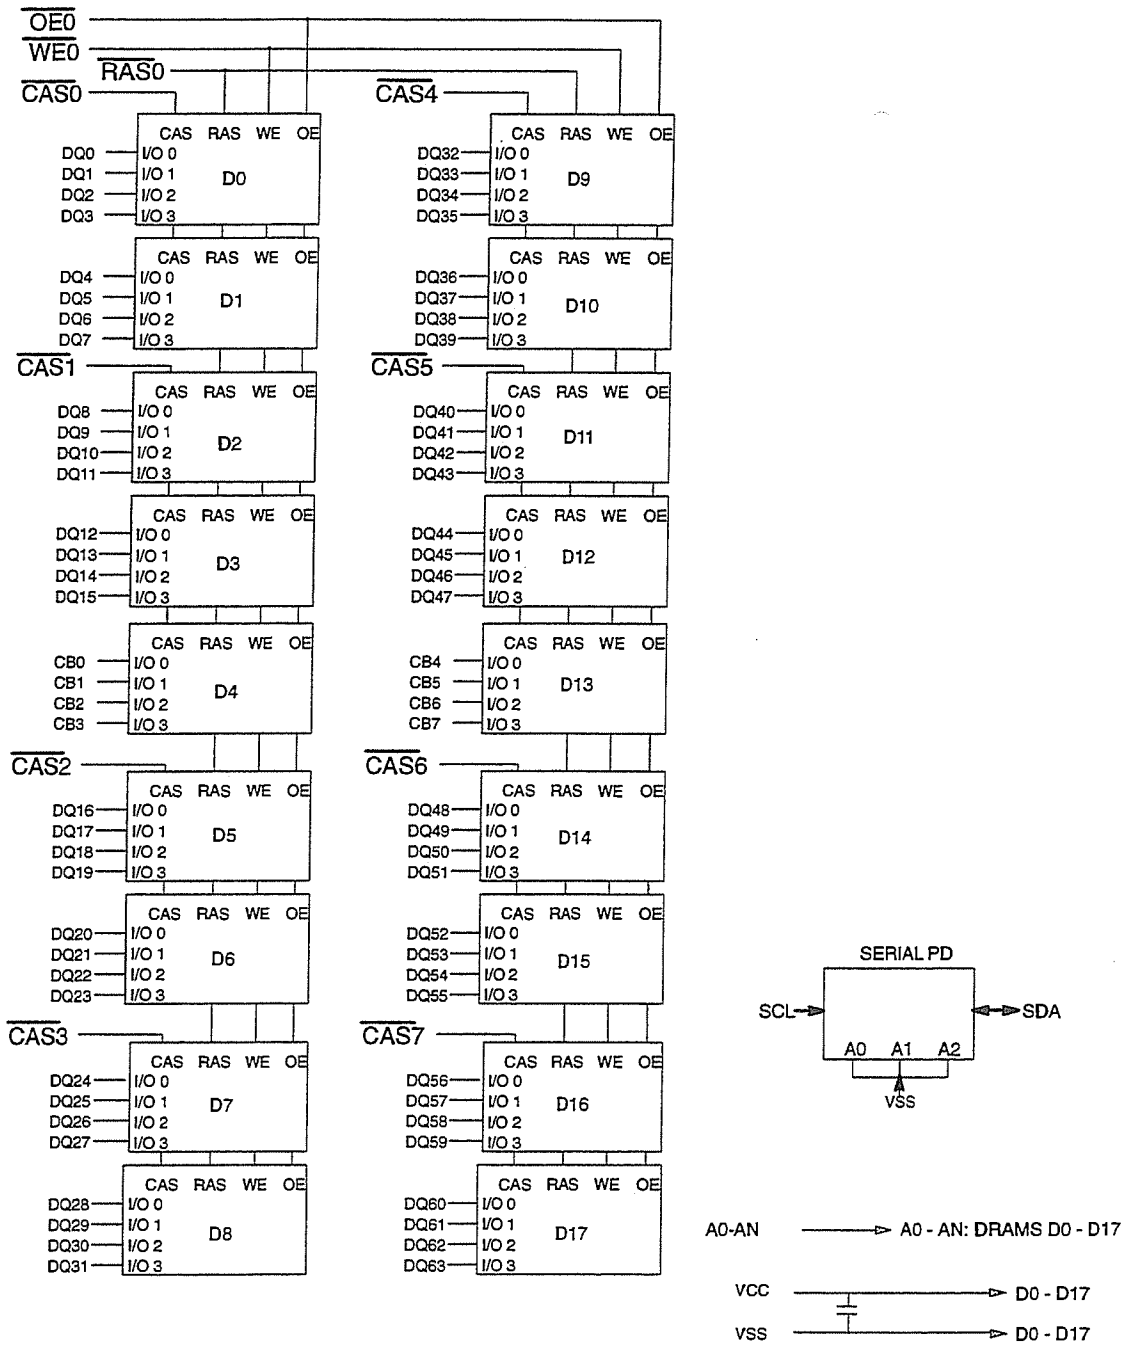 OE0
WE0
RAS0
CAS0
CAS RAS WE OE
DQ0 I/O 0
DQ1 I/O 1
D0
DQ2 I/O 2
DQ3 I/O 3
CAS RAS WE OE
DQ4 I/O 0
DQ5 I/O 1
D1
DQ6 I/O 2
DQ7 I/O 3
CAS1
CAS RAS WE OE
DQ8 I/O 0
DQ9 I/O 1
D2
DQ10 I/O 2
DQ11 I/O 3
CAS RAS WE OE
DQ12 I/O 0
DQ13 I/O 1
D3
DQ14 I/O 2
DQ15 I/O 3
CAS RAS WE OE
CB0 I/O 0
CB1 I/O 1
D4
CB2 I/O 2
CB3 I/O 3
CAS2
CAS RAS WE OE
DQ16 I/O 0
DQ17 I/O 1
D5
DQ18 I/O 2
DQ19 I/O 3
CAS RAS WE OE
DQ20 I/O 0
DQ21 I/O 1
D6
DQ22 I/O 2
DQ23 I/O 3
CAS3
CAS RAS WE OE
DQ24 I/O 0
DQ25 I/O 1
D7
DQ26 I/O 2
DQ27 I/O 3
CAS RAS WE OE
DQ28 I/O 0
DQ29 I/O 1
D8
DQ30 I/O 2
DQ31 I/O 3
CAS4
CAS RAS WE OE
DQ32 I/O 0
DQ33 I/O 1
D9
DQ34 I/O 2
DQ35 I/O 3
CAS RAS WE OE
DQ36 I/O 0
DQ37 I/O 1
D10
DQ38 I/O 2
DQ39 I/O 3
CAS5
CAS RAS WE OE
DQ40 I/O 0
DQ41 I/O 1
D11
DQ42 I/O 2
DQ43 I/O 3
CAS RAS WE OE
DQ44 I/O 0
DQ45 I/O 1
D12
DQ46 I/O 2
DQ47 I/O 3
CAS RAS WE OE
CB4 I/O 0
CB5 I/O 1
D13
CB6 I/O 2
CB7 I/O 3
CAS6
CAS RAS WE OE
DQ48 I/O 0
DQ49 I/O 1
D14
DQ50 I/O 2
DQ51 I/O 3
CAS RAS WE OE
DQ52 I/O 0
DQ53 I/O 1
D15
DQ54 I/O 2
DQ55 I/O 3
CAS7
CAS RAS WE OE
DQ56 I/O 0
DQ57 I/O 1
D16
DQ58 I/O 2
DQ59 I/O 3
CAS RAS WE OE
DQ60 I/O 0
DQ61 I/O 1
D17
DQ62 I/O 2
DQ63 I/O 3
SERIAL PD
SCL SDA
A0 A1 A2
VSS
A0-AN A0 - AN: DRAMS D0 - D17
VCC D0 - D17
VSS D0 - D17